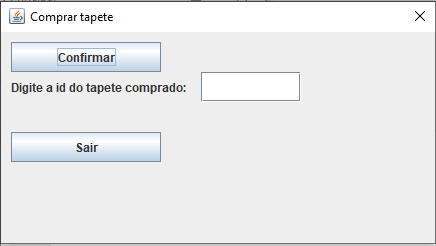 Comprar tapete
Confirmar
Digite a id do tapete comprado:
Sair